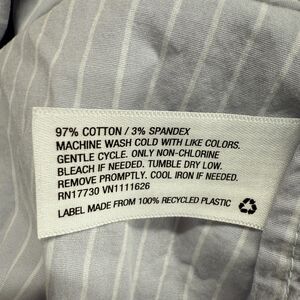 97% COTTON / 3% SPANDEX
MACHINE WASH COLD WITH LIKE COLORS.
GENTLE CYCLE. ONLY NON-CHLORINE
BLEACH IF NEEDED. TUMBLE DRY LOW.
REMOVE PROMPTLY. COOL IRON IF NEEDED.
RN17730 VN1111626
LABEL MADE FROM 100% RECYCLED PLASTIC